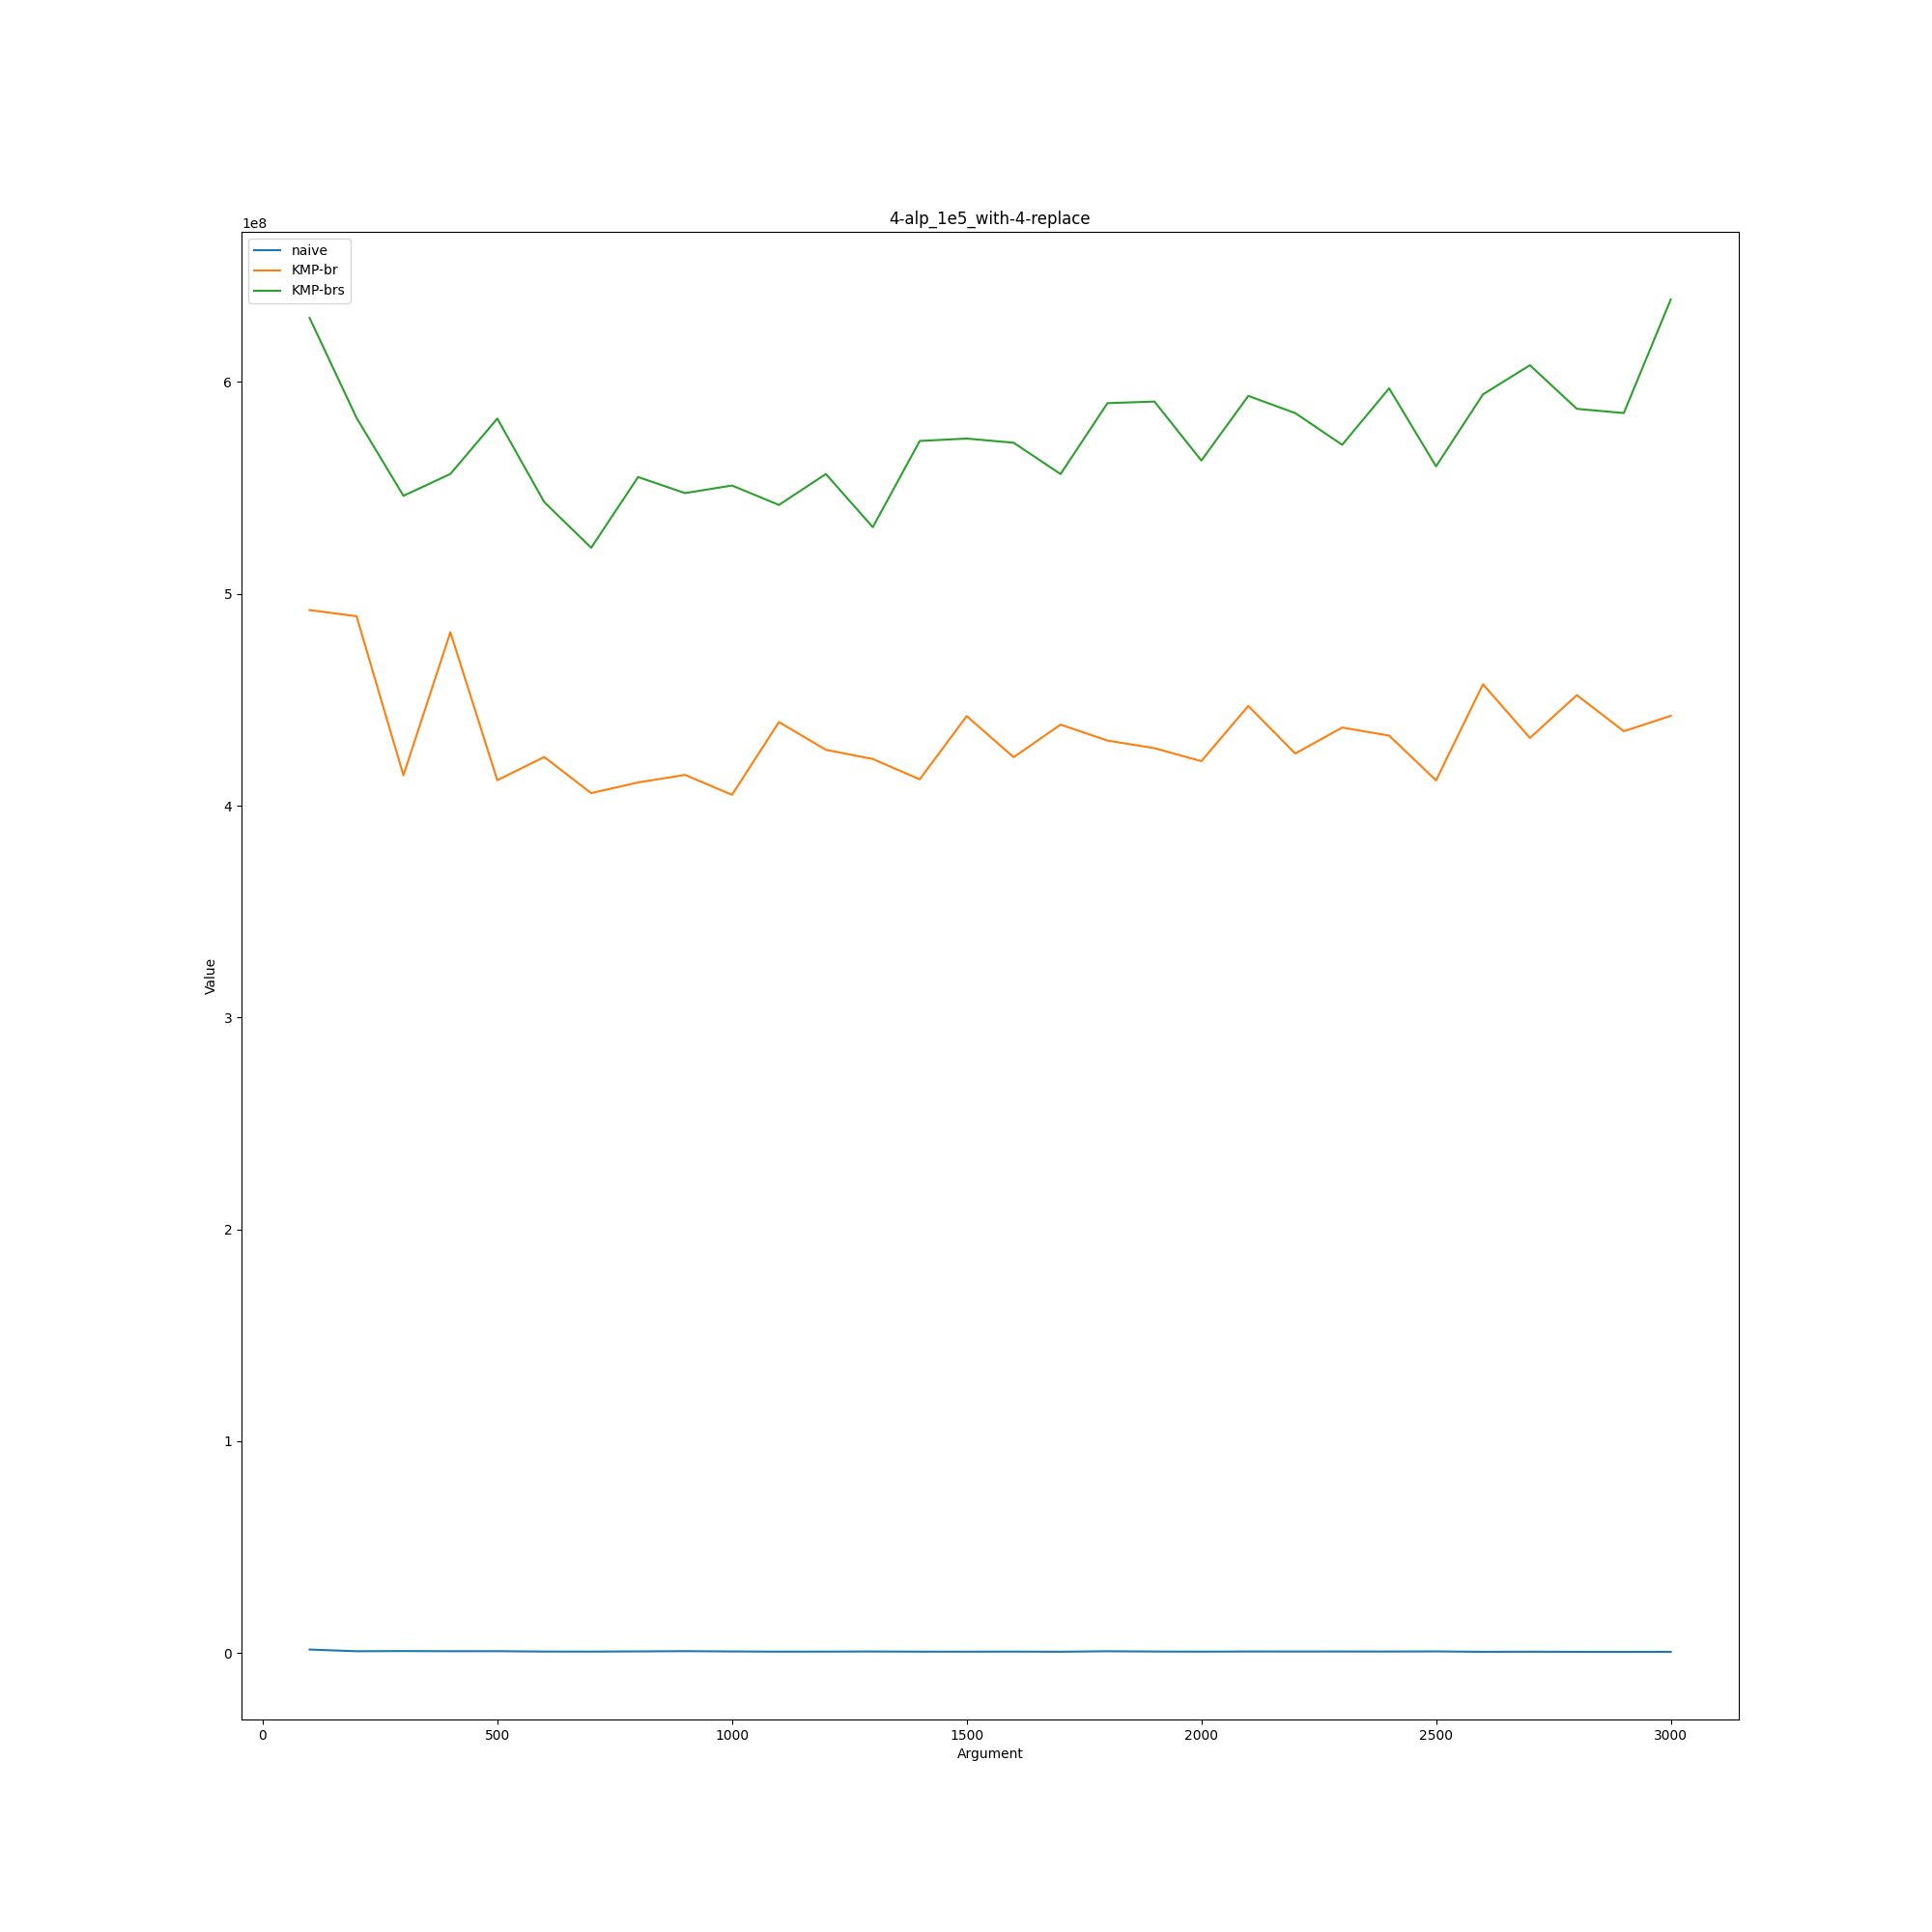 4-alp_1e5_with-4-replace
1e8
naive
KMP-br
KMP-brs
6
5
4
3
2
1
0
Value
0 500 1000 1500 2000 2500 3000
Argument